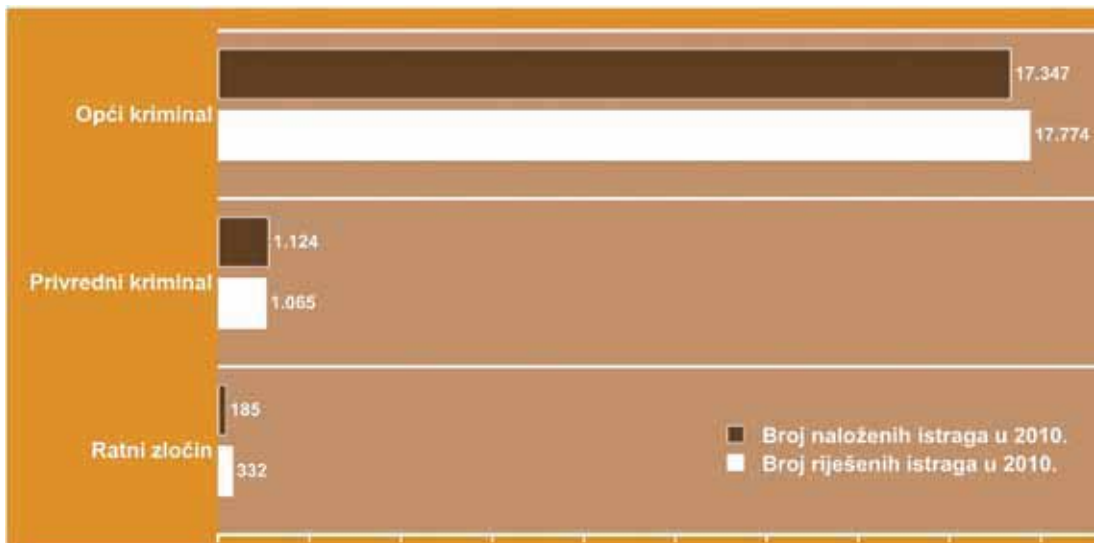 Opći kriminal
17.347
17.774
Privredni kriminal
1.124
1.065
Ratni zločin
185
332
Broj naloženih istraga u 2010.
Broj riješenih istraga u 2010.